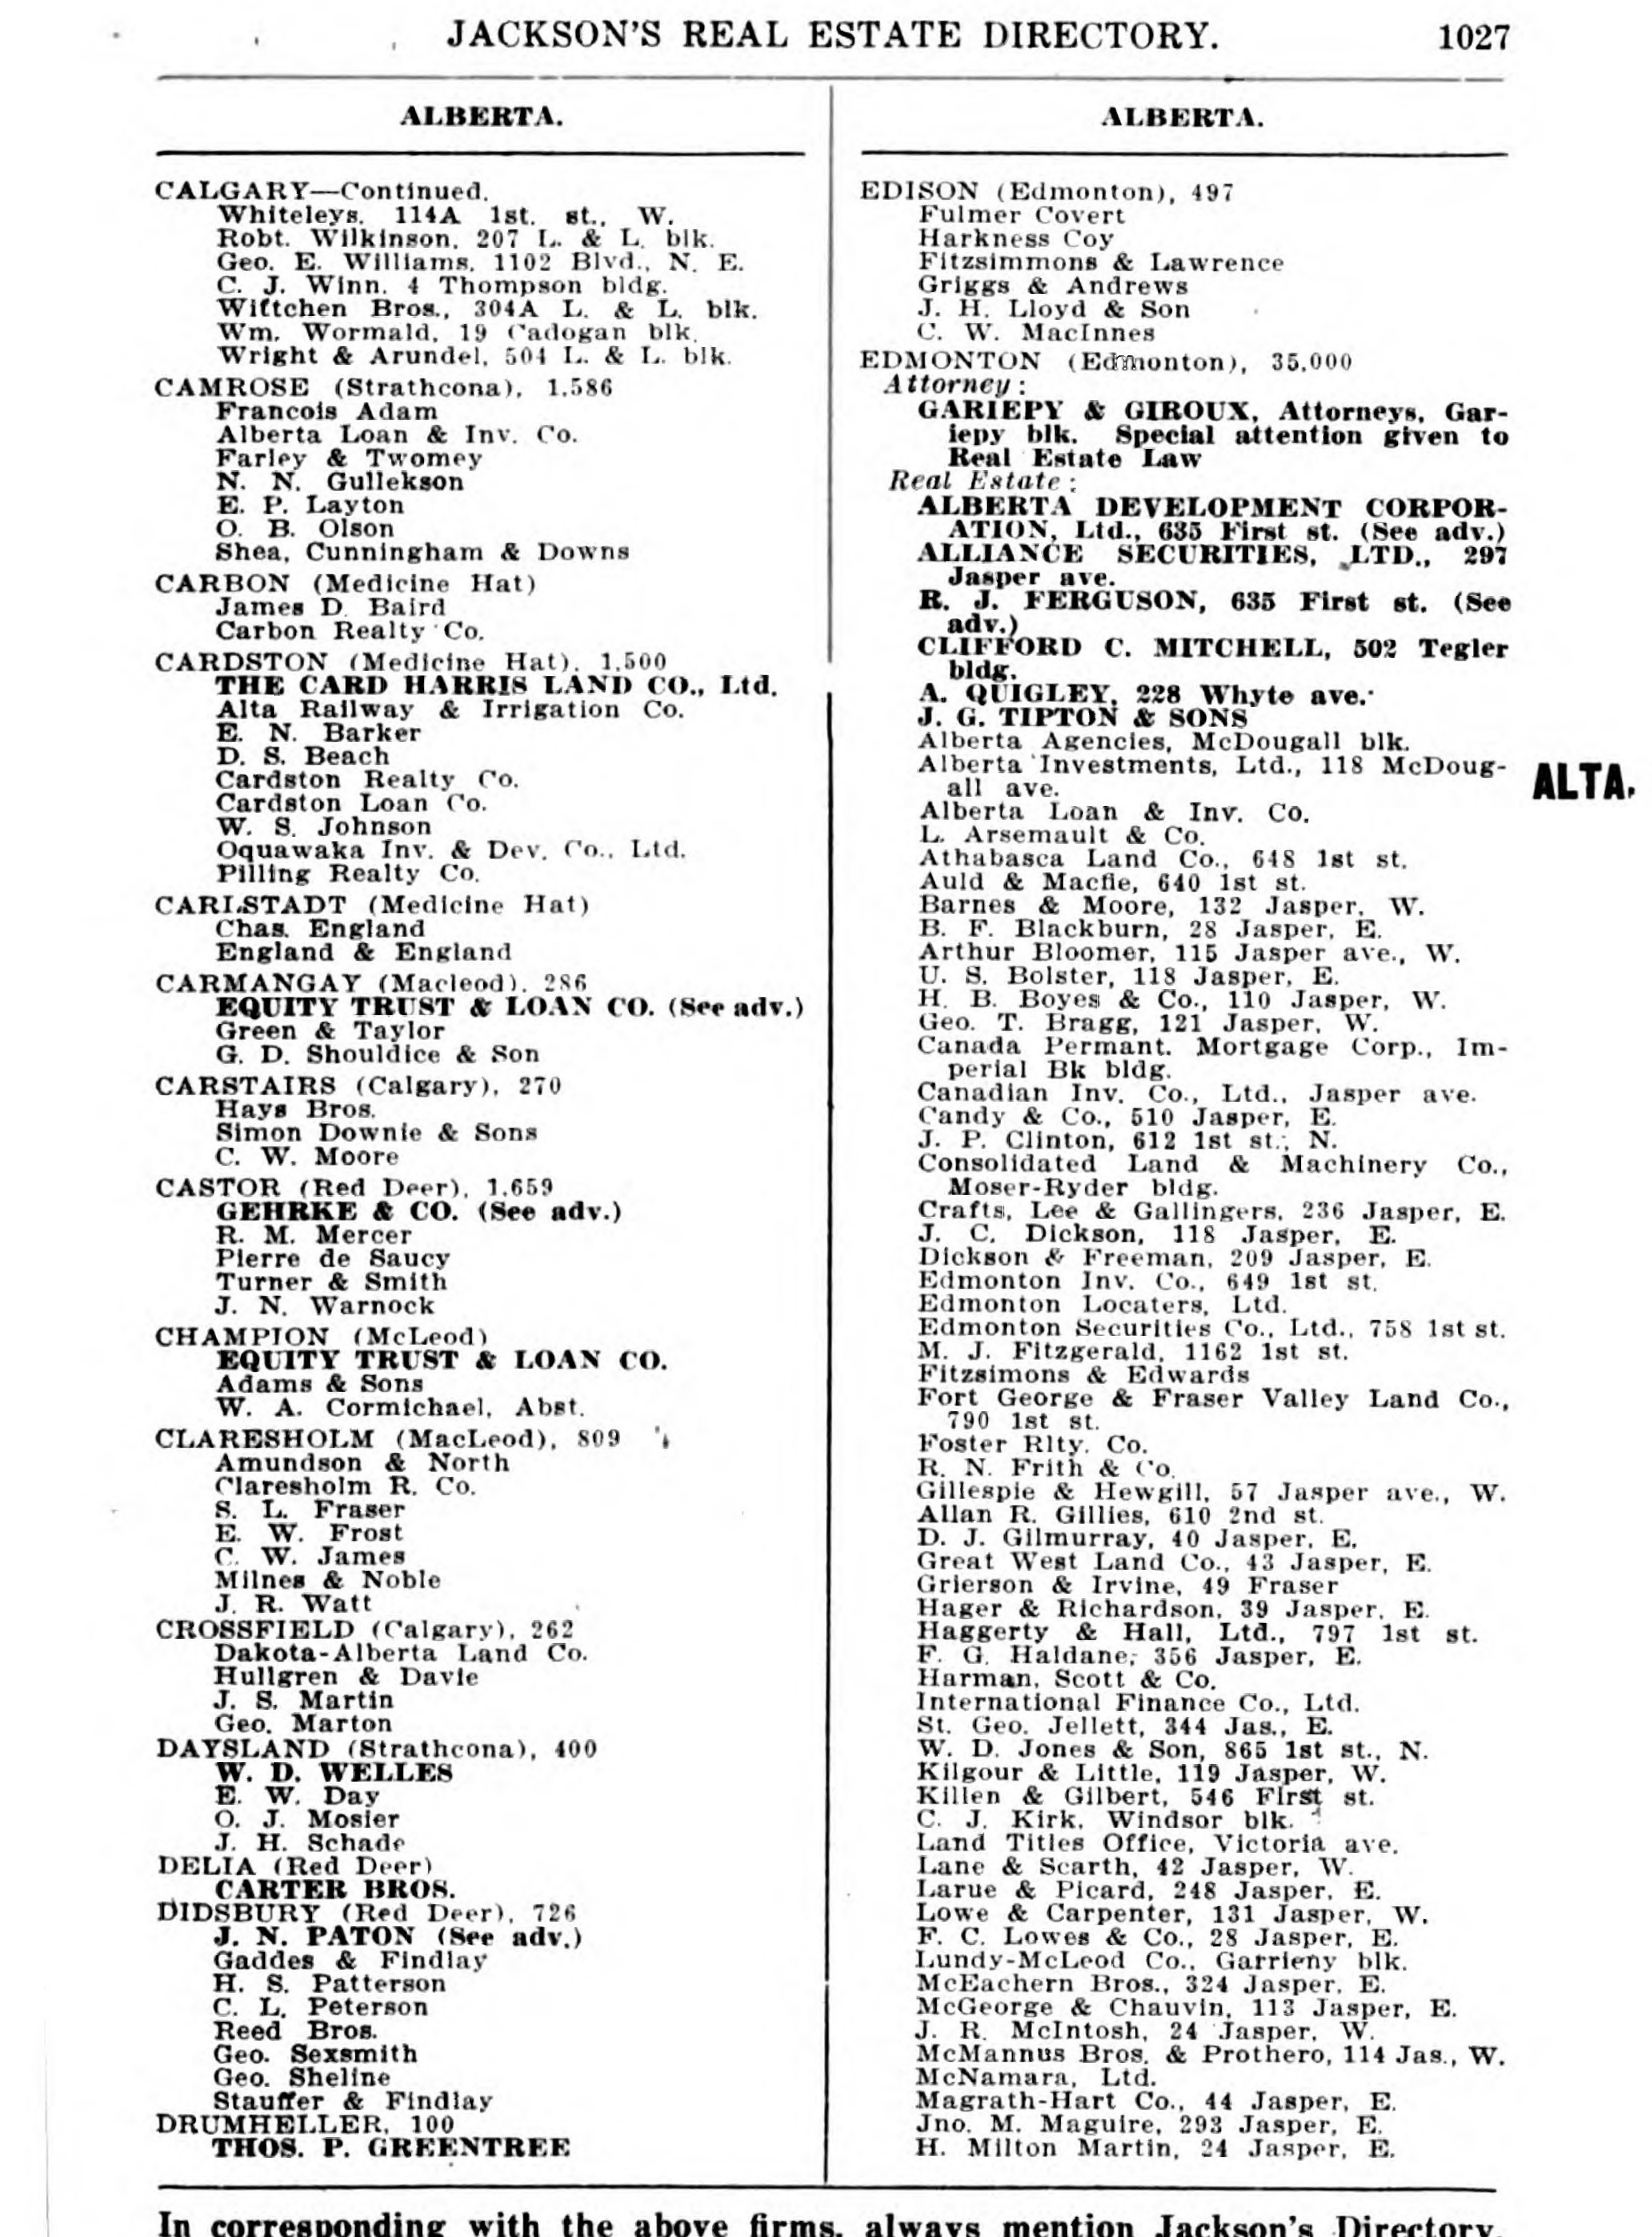 JACKSON'S REAL ESTATE DIRECTORY. 1027
ALBERTA.
CALGARY—Continued.
Whiteleys, 114A 1st. st., W.
Robt. Wilkinson, 207 L. & L. blk.
Geo. E. Williams, 1102 Blvd., N. E.
C. J. Winn, 4 Thompson bldg.
Wittchen Bros., 304A L. & L. blk.
Wm. Wormald, 19 Cadogan blk.
Wright & Arundel, 504 L. & L. blk.
CAMROSE (Strathcona), 1,586
Francois Adam
Alberta Loan & Inv. Co.
Farley & Twomey
N. N. Gullekson
E. P. Layton
O. B. Olson
Shea, Cunningham & Downs
CARBON (Medicine Hat)
James D. Baird
Carbon Realty Co.
CARDSTON (Medicine Hat), 1,500
THE CARD HARRIS LAND CO., Ltd.
Alta Railway & Irrigation Co.
E. N. Barker
D. S. Beach
Cardston Realty Co.
Cardston Loan Co.
W. S. Johnson
Oquawaka Inv. & Dev. Co., Ltd.
Pilling Realty Co.
CARLSTADT (Medicine Hat)
Chas. England
England & England
CARMANGAY (Macleod), 286
EQUITY TRUST & LOAN CO. (See adv.)
Green & Taylor
G. D. Shouldice & Son
CARSTAIRS (Calgary), 270
Hays Bros.
Simon Downie & Sons
C. W. Moore
CASTOR (Red Deer), 1,659
GEHRKE & CO. (See adv.)
R. M. Mercer
Pierre de Saucy
Turner & Smith
J. N. Warnock
CHAMPION (McLeod)
EQUITY TRUST & LOAN CO.
Adams & Sons
W. A. Cormichael, Abst.
CLARESHOLM (MacLeod), 809
Amundson & North
Claresholm R. Co.
S. L. Fraser
E. W. Frost
C. W. James
Milnes & Noble
J. R. Watt
CROSSFIELD (Calgary), 262
Dakota-Alberta Land Co.
Hullgren & Davie
J. S. Martin
Geo. Marton
DAYSLAND (Strathcona), 400
W. D. WELLES
E. W. Day
O. J. Mosier
J. H. Schade
DELIA (Red Deer)
CARTER BROS.
DIDSBURY (Red Deer), 726
J. N. PATON (See adv.)
Gaddes & Findlay
H. S. Patterson
C. L. Peterson
Reed Bros.
Geo. Sexsmith
Geo. Sheline
Stauffer & Findlay
DRUMHELLER, 100
THOS. P. GREENTREE
ALBERTA.
EDISON (Edmonton), 497
Fulmer Covert
Harkness Coy
Fitzsimmons & Lawrence
Griggs & Andrews
J. H. Lloyd & Son
C. W. MacInnes
EDMONTON (Edmonton), 35,000
Attorney:
GARIEPY & GIROUX, Attorneys, Gar-
iepy blk. Special attention given to
Real Estate Law
Real Estate:
ALBERTA DEVELOPMENT CORPOR-
ATION, Ltd., 635 First st. (See adv.)
ALLIANCE SECURITIES, LTD., 297
Jasper ave.
R. J. FERGUSON, 635 First st. (See
adv.)
CLIFFORD C. MITCHELL, 502 Tegler
bldg.
A. QUIGLEY, 228 Whyte ave.
J. G. TIPTON & SONS
Alberta Agencies, McDougall blk.
Alberta Investments, Ltd., 118 McDoug-
all ave.
Alberta Loan & Inv. Co.
L. Arsemault & Co.
Athabasca Land Co., 648 1st st.
Auld & Macfie, 640 1st st.
Barnes & Moore, 132 Jasper, W.
B. F. Blackburn, 28 Jasper, E.
Arthur Bloomer, 115 Jasper ave., W.
U. S. Bolster, 118 Jasper, E.
H. B. Boyes & Co., 110 Jasper, W.
Geo. T. Bragg, 121 Jasper, W.
Canada Permant. Mortgage Corp., Im-
perial Bk bldg.
Canadian Inv. Co., Ltd., Jasper ave.
Candy & Co., 510 Jasper, E.
J. P. Clinton, 612 1st st., N.
Consolidated Land & Machinery Co.,
Moser-Ryder bldg.
Crafts, Lee & Gallingers, 236 Jasper, E.
J. C. Dickson, 118 Jasper, E.
Dickson & Freeman, 209 Jasper, E.
Edmonton Inv. Co., 649 1st st.
Edmonton Locaters, Ltd.
Edmonton Securities Co., Ltd., 758 1st st.
M. J. Fitzgerald, 1162 1st st.
Fitzsimons & Edwards
Fort George & Fraser Valley Land Co.,
790 1st st.
Foster Rlty. Co.
R. N. Frith & Co.
Gillespie & Hewgill, 57 Jasper ave., W.
Allan R. Gillies, 610 2nd st.
D. J. Gilmurray, 40 Jasper, E.
Great West Land Co., 43 Jasper, E.
Grierson & Irvine, 49 Fraser
Hager & Richardson, 39 Jasper, E.
Haggerty & Hall, Ltd., 797 1st st.
F. G. Haldane, 356 Jasper, E.
Harman, Scott & Co.
International Finance Co., Ltd.
St. Geo. Jellett, 344 Jas., E.
W. D. Jones & Son, 865 1st st., N.
Kilgour & Little, 119 Jasper, W.
Killen & Gilbert, 546 First st.
C. J. Kirk, Windsor blk.
Land Titles Office, Victoria ave.
Lane & Scarth, 42 Jasper, W.
Larue & Picard, 248 Jasper, E.
Lowe & Carpenter, 131 Jasper, W.
F. C. Lowes & Co., 28 Jasper, E.
Lundy-McLeod Co., Garrieny blk.
McEachern Bros., 324 Jasper, E.
McGeorge & Chauvin, 113 Jasper, E.
J. R. McIntosh, 24 Jasper, W.
McMannus Bros. & Prothero, 114 Jas., W.
McNamara, Ltd.
Magrath-Hart Co., 44 Jasper, E.
Jno. M. Maguire, 293 Jasper, E.
H. Milton Martin, 24 Jasper, E.
ALTA.
In corresponding with the above firms, always mention Jackson's Directory.